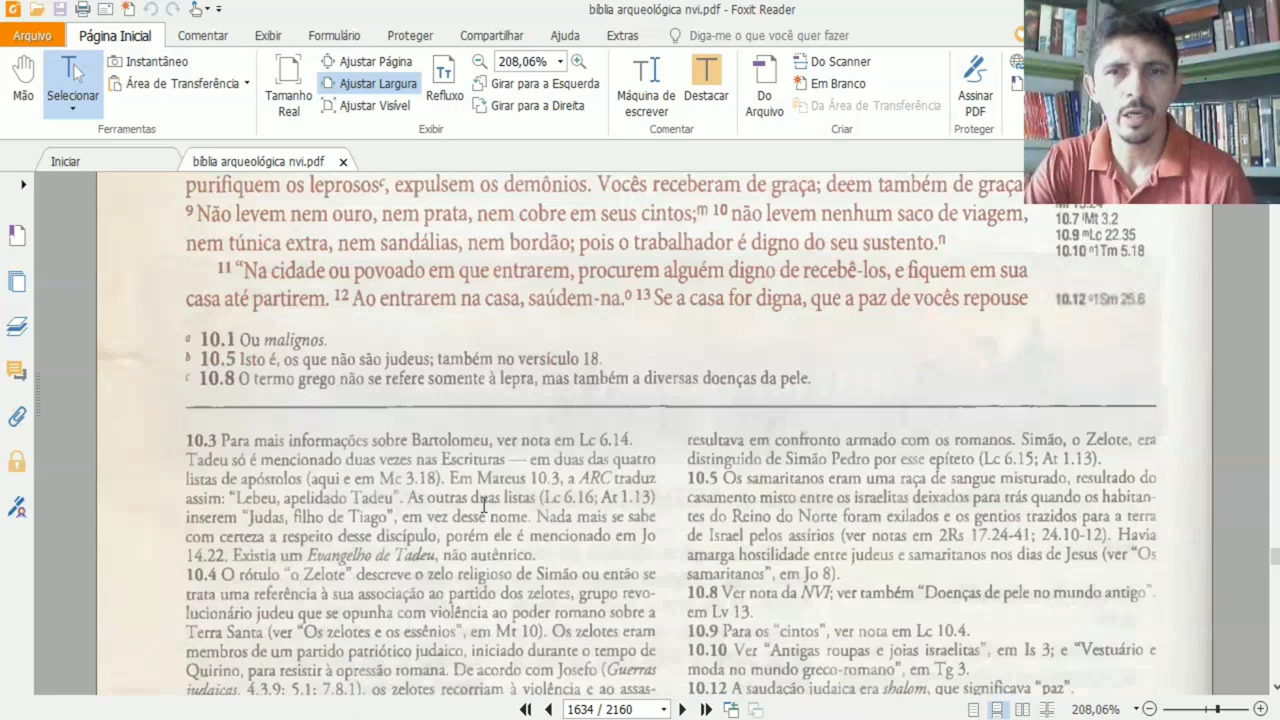 bíblia arqueológica nvi.pdf - Foxit Reader
Arquivo
Página Inicial
Comentar
Exibir
Formulário
Proteger
Compartilhar
Ajuda
Extras
Diga-me o que você quer fazer
Mão
Selecionar
Instantâneo
Área de Transferência
Ferramentas
Tamanho Real
Ajustar Página
Ajustar Largura
Ajustar Visível
Refluxo
208,06%
Girar para a Esquerda
Girar para a Direita
Exibir
Máquina de escrever
Destacar
Comentar
Do Arquivo
Do Scanner
Em Branco
Da Área de Transferência
Criar
Assinar PDF
Proteger
Iniciar
bíblia arqueológica nvi.pdf
purifiquem os leprososᶜ, expulsem os demônios. Vocês receberam de graça; deem também de graça
⁹ Não levem nem ouro, nem prata, nem cobre em seus cintos;ᵐ ¹⁰ não levem nenhum saco de viagem,
nem túnica extra, nem sandálias, nem bordão; pois o trabalhador é digno do seu sustento.ⁿ
¹¹ “Na cidade ou povoado em que entrarem, procurem alguém digno de recebê-los, e fiquem em sua
casa até partirem. ¹² Ao entrarem na casa, saúdem-na.ᵒ ¹³ Se a casa for digna, que a paz de vocês repouse
10.7 ˡMt 3.2
10.9 ᵐLc 22.35
10.10 ⁿ1Tm 5.18
10.12 ᵒ1Sm 25.6
ᵃ 10.1 Ou malignos.
ᵇ 10.5 Isto é, os que não são judeus; também no versículo 18.
ᶜ 10.8 O termo grego não se refere somente à lepra, mas também a diversas doenças da pele.
10.3 Para mais informações sobre Bartolomeu, ver nota em Lc 6.14.
Tadeu só é mencionado duas vezes nas Escrituras — em duas das quatro
listas de apóstolos (aqui e em Mc 3.18). Em Mateus 10.3, a ARC traduz
assim: “Lebeu, apelidado Tadeu”. As outras duas listas (Lc 6.16; At 1.13)
inserem “Judas, filho de Tiago”, em vez desse nome. Nada mais se sabe
com certeza a respeito desse discípulo, porém ele é mencionado em Jo
14.22. Existia um Evangelho de Tadeu, não autêntico.
10.4 O rótulo “o Zelote” descreve o zelo religioso de Simão ou então se
trata uma referência à sua associação ao partido dos zelotes, grupo revo-
lucionário judeu que se opunha com violência ao poder romano sobre a
Terra Santa (ver “Os zelotes e os essênios”, em Mt 10). Os zelotes eram
membros de um partido patriótico judaico, iniciado durante o tempo de
Quirino, para resistir à opressão romana. De acordo com Josefo (Guerras
judaicas, 4.3.9; 5.1; 7.8.1), os zelotes recorriam à violência e ao assas-
resultava em confronto armado com os romanos. Simão, o Zelote, era
distinguido de Simão Pedro por esse epíteto (Lc 6.15; At 1.13).
10.5 Os samaritanos eram uma raça de sangue misturado, resultado do
casamento misto entre os israelitas deixados para trás quando os habitan-
tes do Reino do Norte foram exilados e os gentios trazidos para a terra
de Israel pelos assírios (ver notas em 2Rs 17.24-41; 24.10-12). Havia
amarga hostilidade entre judeus e samaritanos nos dias de Jesus (ver “Os
samaritanos”, em Jo 8).
10.8 Ver nota da NVI; ver também “Doenças de pele no mundo antigo”.
em Lv 13.
10.9 Para os “cintos”, ver nota em Lc 10.4.
10.10 Ver “Antigas roupas e joias israelitas”, em Is 3; e “Vestuário e
moda no mundo greco-romano”, em Tg 3.
10.12 A saudação judaica era shalom, que significava “paz”.
1634 / 2160
208,06%